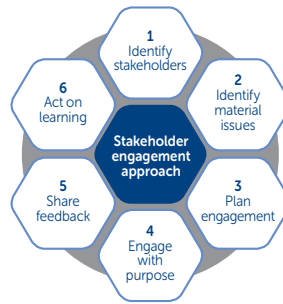 1
Identify
stakeholders
2
Identify
material
issues
3
Plan
engagement
4
Engage
with
purpose
5
Share
feedback
6
Act on
learning
Stakeholder
engagement
approach